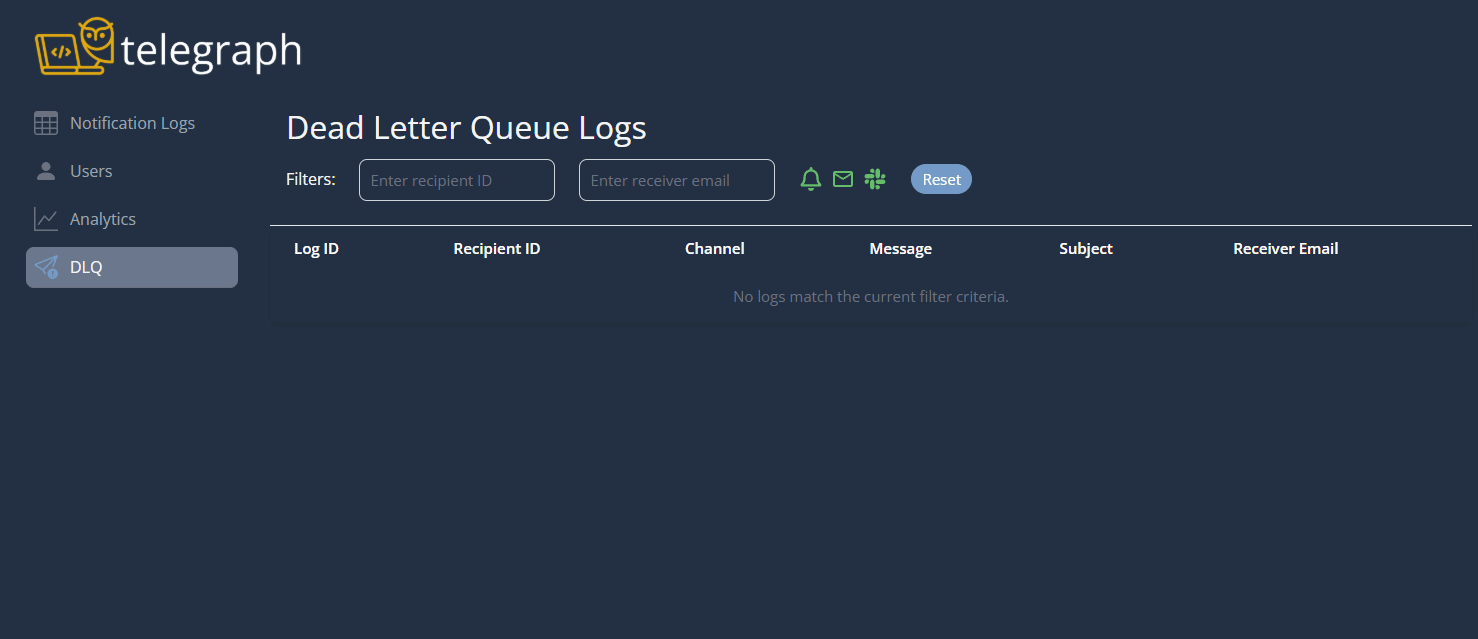 telegraph
Notification Logs
Users
Analytics
DLQ
Dead Letter Queue Logs
Filters: Enter recipient ID Enter receiver email Reset
Log ID Recipient ID Channel Message Subject Receiver Email
No logs match the current filter criteria.